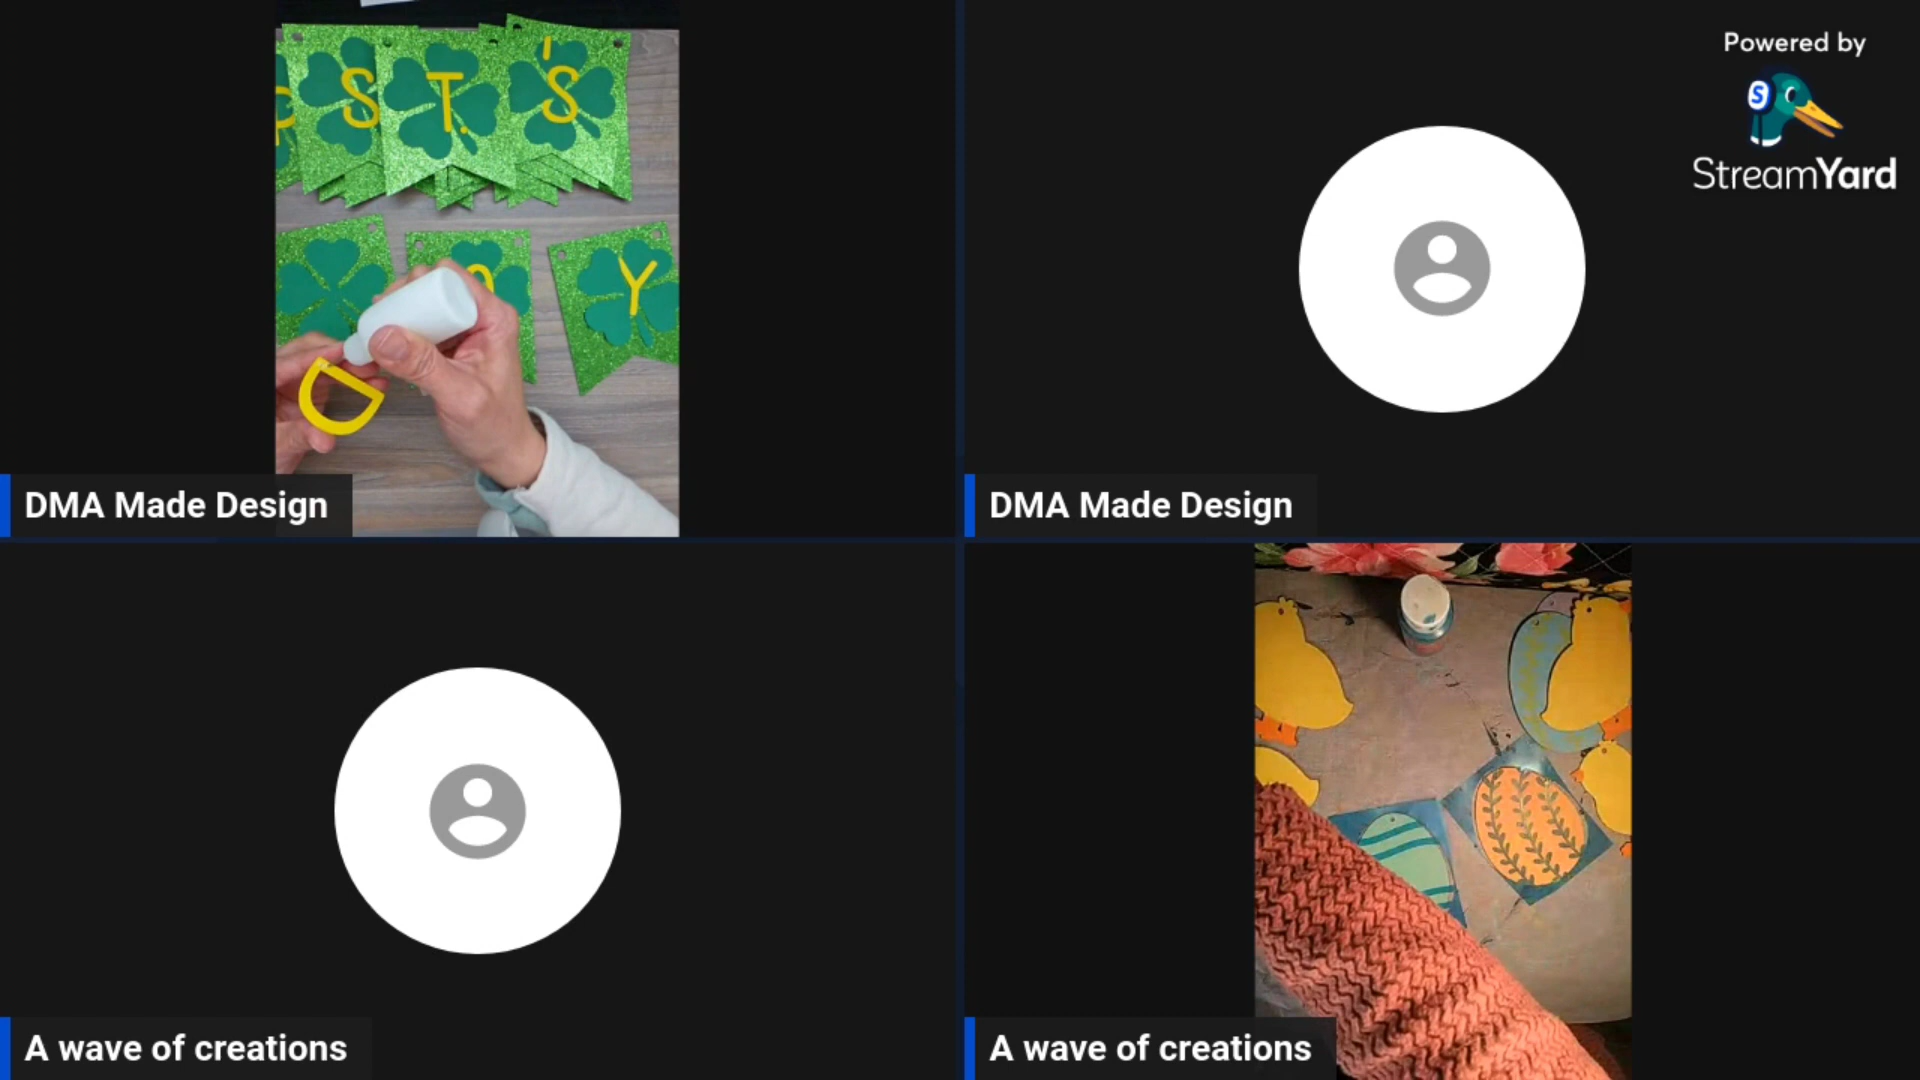 Powered by
S
StreamYard
P S T. 'S
A Y
D
DMA Made Design
DMA Made Design
A wave of creations
A wave of creations